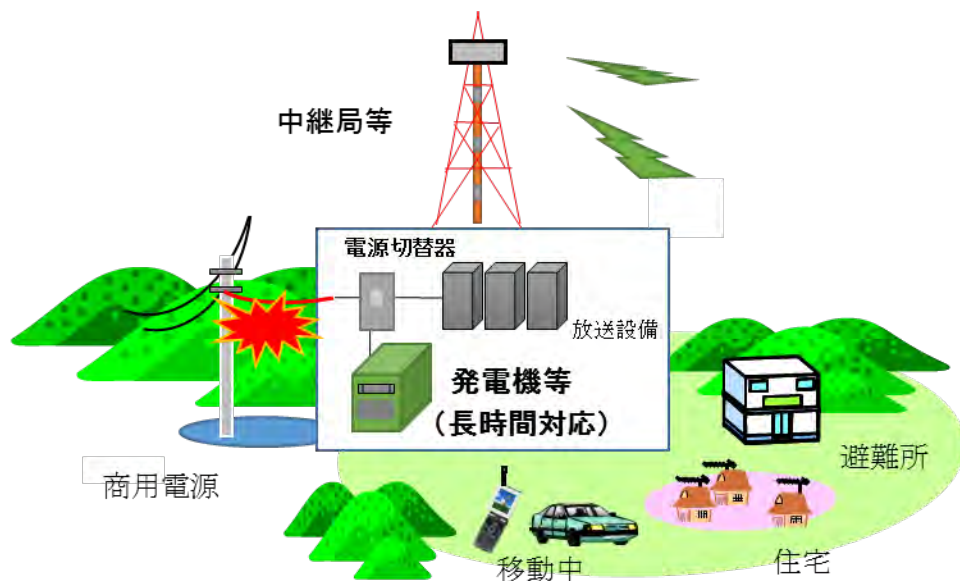 中継局等
電源切替器
放送設備
発電機等
（長時間対応）
商用電源
避難所
移動中
住宅